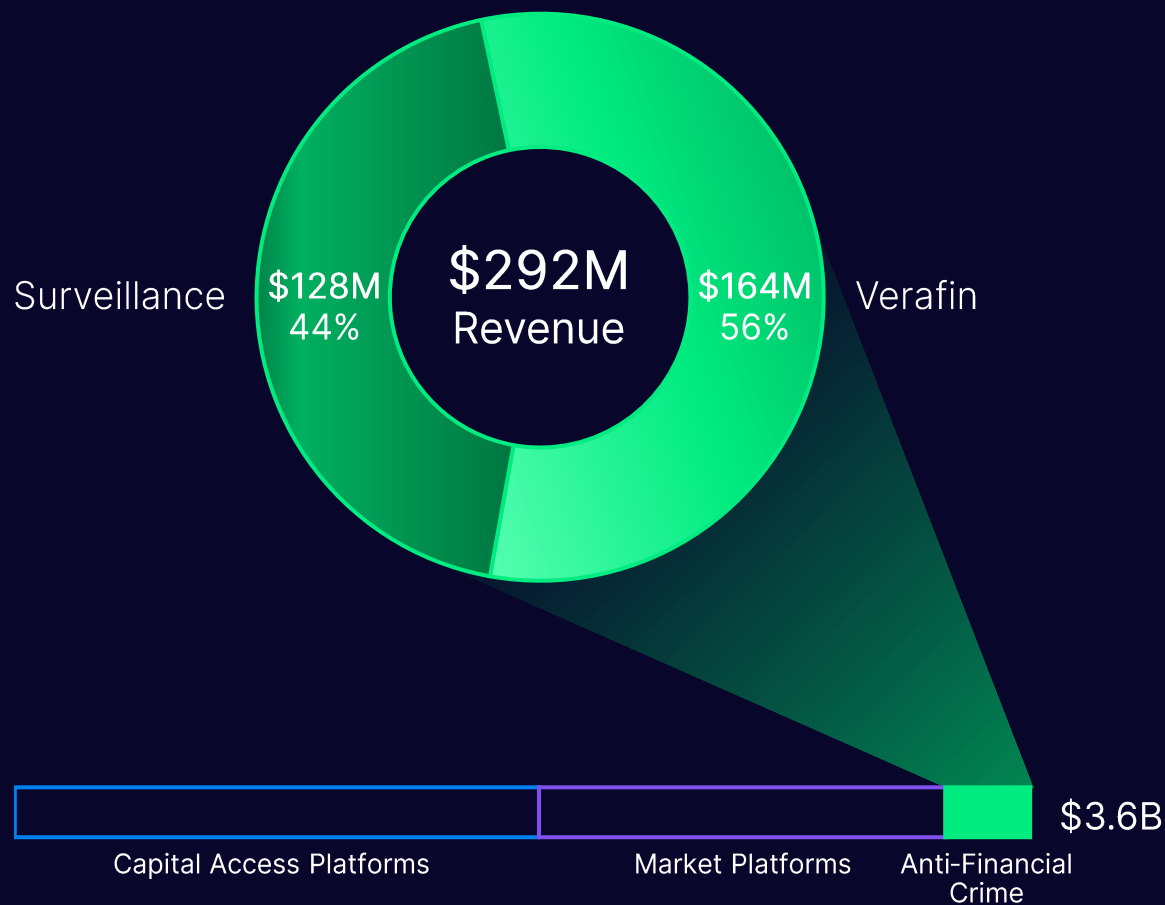 $292M
Revenue
Surveillance
$128M
44%
$164M
56%
Verafin
$3.6B
Capital Access Platforms
Market Platforms
Anti-Financial
Crime